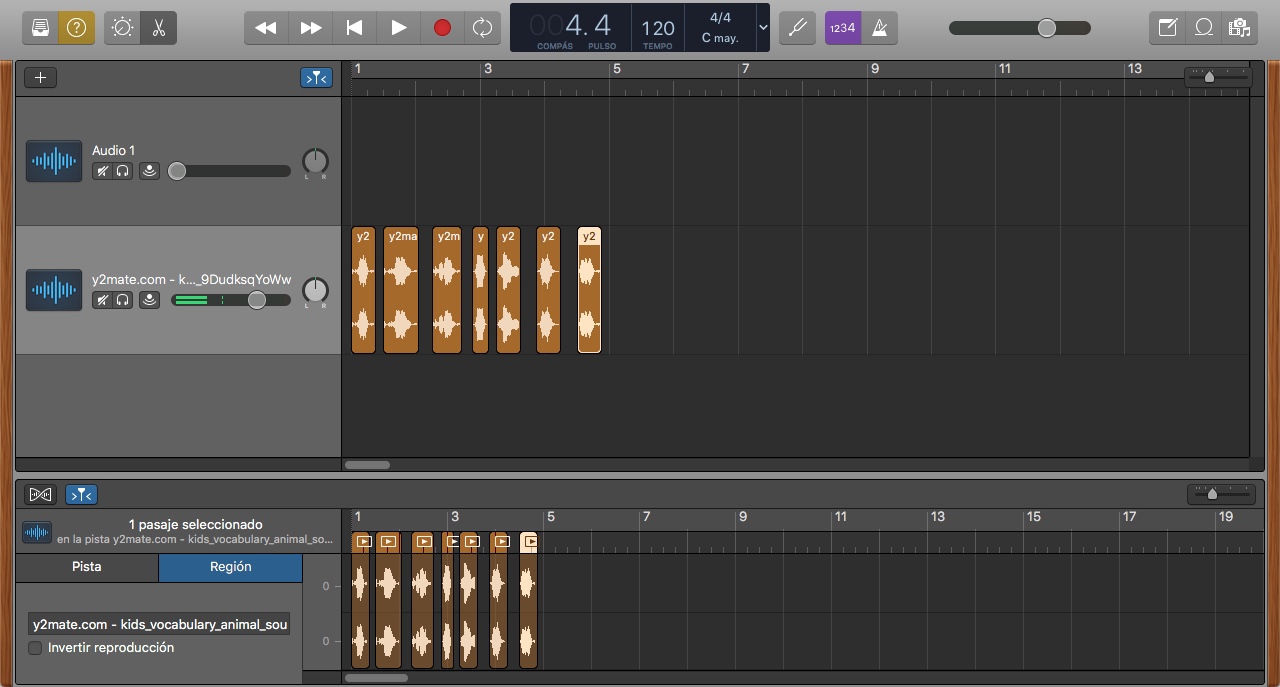 ?
004.4
COMPÁS PULSO
120
TEMPO
4/4
C may.
1234
+
1 3 5 7 9 11 13
Audio 1
L R
y2 y2ma y2m y y2 y2 y2
y2mate.com - k..._9DudksqYoWw
L R
1 3 5 7 9 11 13 15 17 19
1 pasaje seleccionado
en la pista y2mate.com - kids_vocabulary_animal_so...
Pista Región
0
y2mate.com - kids_vocabulary_animal_sou
0
Invertir reproducción